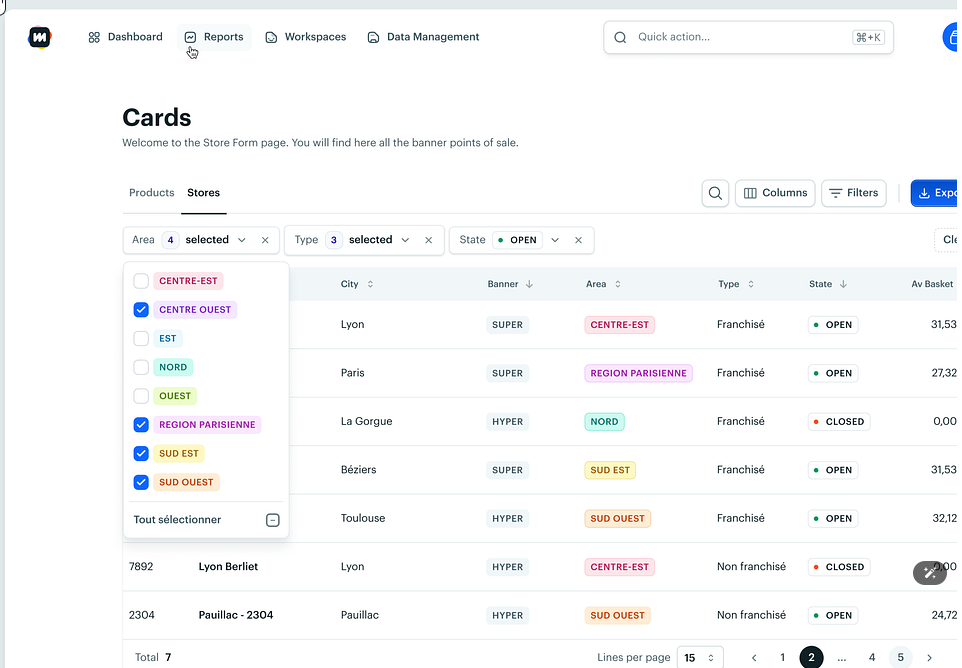 Dashboard Reports Workspaces Data Management Quick action... ⌘+K
Cards
Welcome to the Store Form page. You will find here all the banner points of sale.
Products Stores Columns Filters Expo
Area 4 selected Type 3 selected State OPEN Cle
CENTRE-EST
CENTRE OUEST
EST
NORD
OUEST
REGION PARISIENNE
SUD EST
SUD OUEST
Tout sélectionner
City Banner Area Type State Av Basket
Lyon SUPER CENTRE-EST Franchisé OPEN 31,53
Paris SUPER REGION PARISIENNE Franchisé OPEN 27,32
La Gorgue HYPER NORD Franchisé CLOSED 0,00
Béziers SUPER SUD EST Franchisé OPEN 31,53
Toulouse HYPER SUD OUEST Franchisé OPEN 32,12
7892 Lyon Berliet Lyon HYPER CENTRE-EST Non franchisé CLOSED 0,00
2304 Pauillac - 2304 Pauillac HYPER SUD OUEST Non franchisé OPEN 24,72
Total 7 Lines per page 15 1 2 ... 4 5